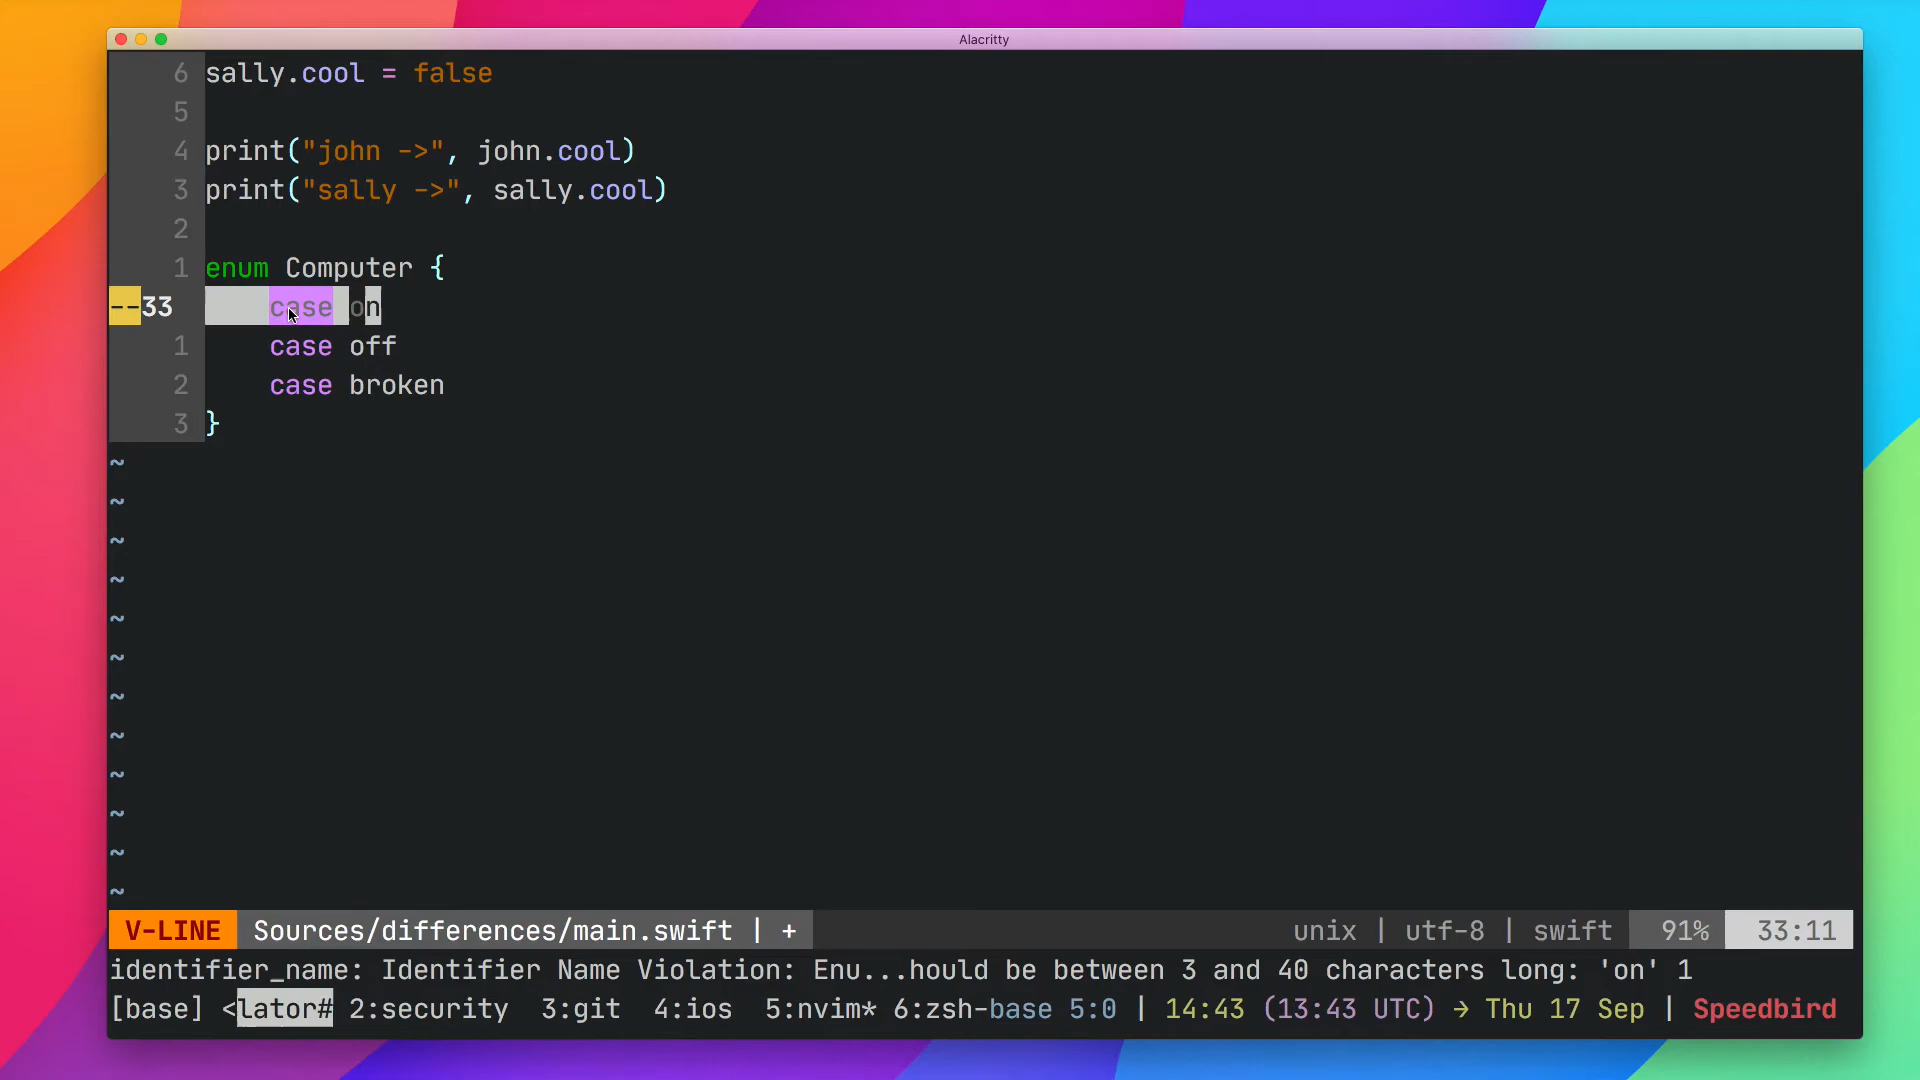 Alacritty
6 sally.cool = false
5
4 print("john ->", john.cool)
3 print("sally ->", sally.cool)
2
1 enum Computer {
--33     case on
1     case off
2     case broken
3 }
~
~
~
~
~
~
~
~
~
~
~
~
V-LINE Sources/differences/main.swift | + unix | utf-8 | swift 91% 33:11
identifier_name: Identifier Name Violation: Enu...hould be between 3 and 40 characters long: 'on' 1
[base] <lator# 2:security 3:git 4:ios 5:nvim* 6:zsh-base 5:0 | 14:43 (13:43 UTC) → Thu 17 Sep | Speedbird